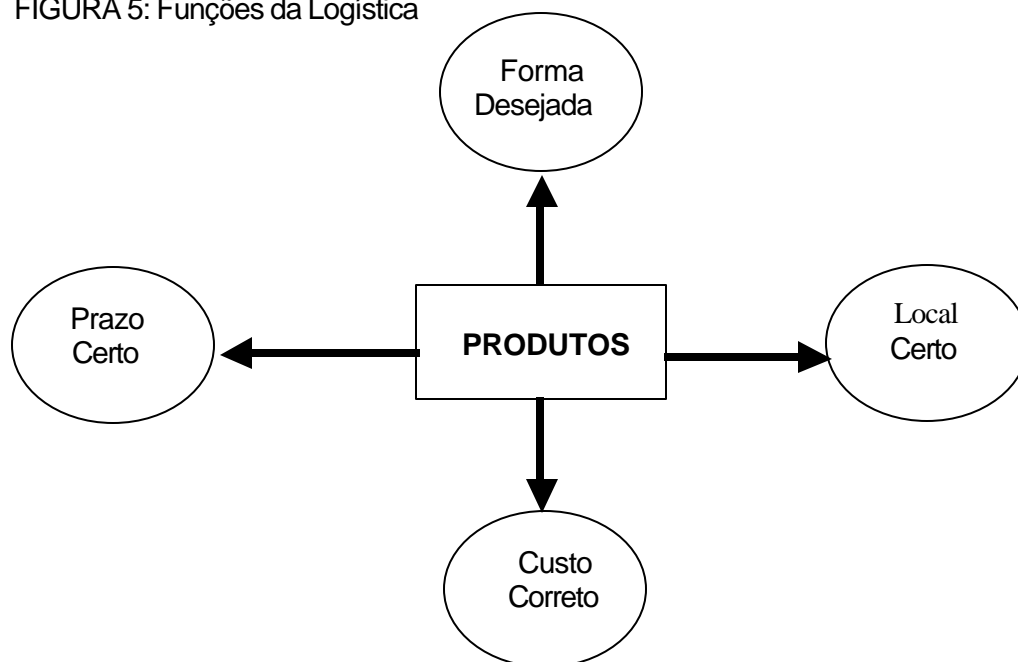 FIGURA 5: Funções da Logística
Forma
Desejada
Prazo
Certo
PRODUTOS
Local
Certo
Custo
Correto